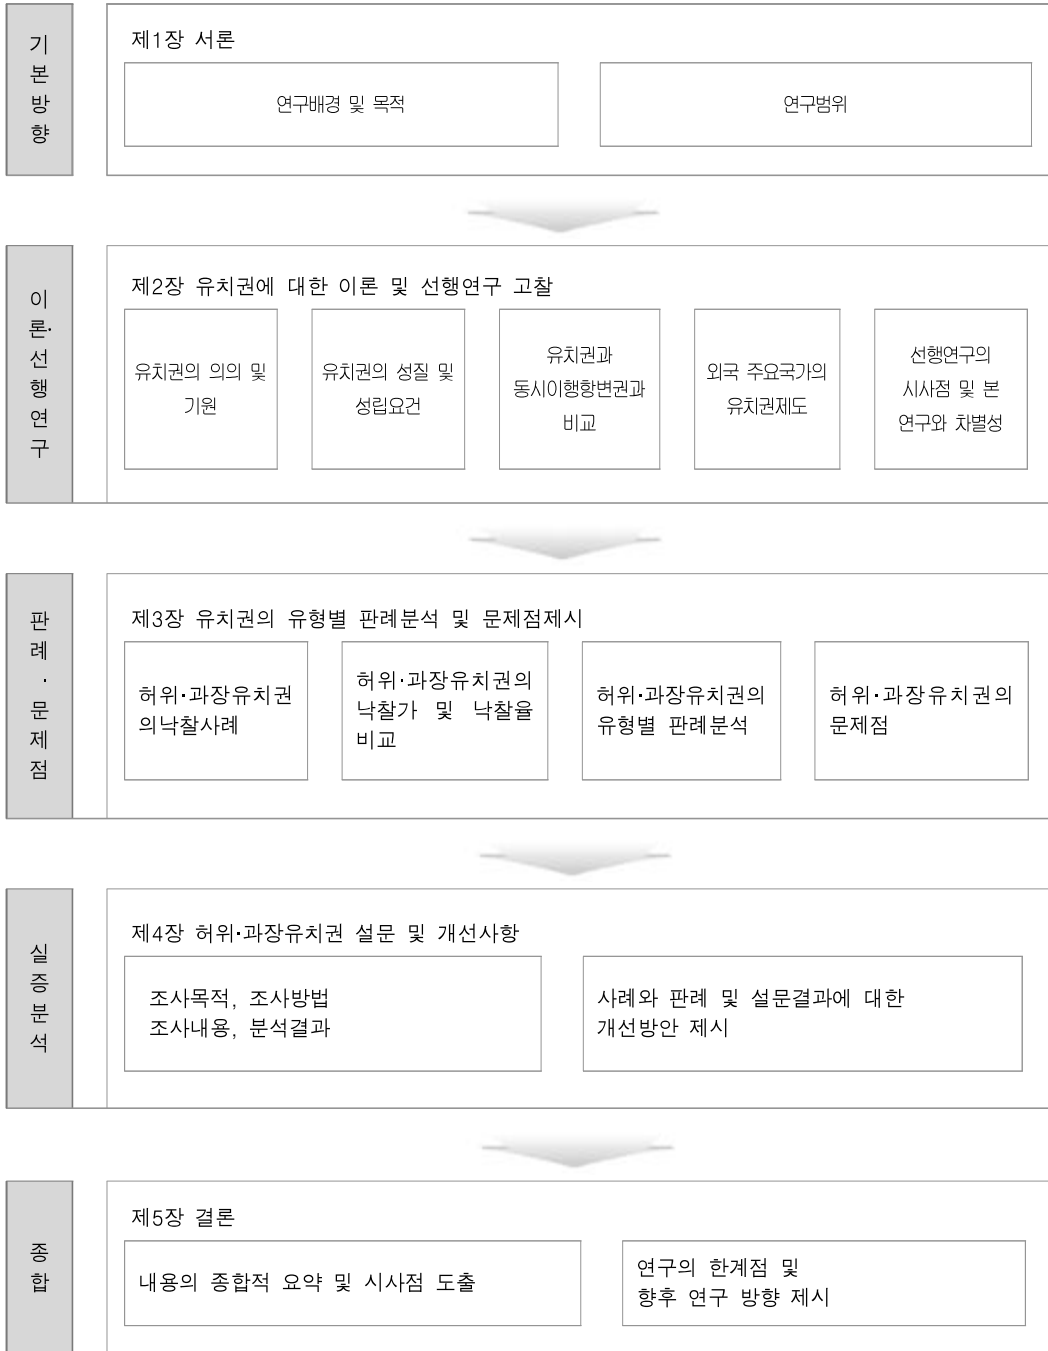 기
본
방
향
제1장 서론
연구배경 및 목적
연구범위
이
론·
선
행
연
구
제2장 유치권에 대한 이론 및 선행연구 고찰
유치권의 의의 및
기원
유치권의 성질 및
성립요건
유치권과
동시이행항변권과
비교
외국 주요국가의
유치권제도
선행연구의
시사점 및 본
연구와 차별성
판
례
·
문
제
점
제3장 유치권의 유형별 판례분석 및 문제점제시
허위·과장유치권
의낙찰사례
허위·과장유치권의
낙찰가 및 낙찰율
비교
허위·과장유치권의
유형별 판례분석
허위·과장유치권의
문제점
실
증
분
석
제4장 허위·과장유치권 설문 및 개선사항
조사목적, 조사방법
조사내용, 분석결과
사례와 판례 및 설문결과에 대한
개선방안 제시
종
합
제5장 결론
내용의 종합적 요약 및 시사점 도출
연구의 한계점 및
향후 연구 방향 제시